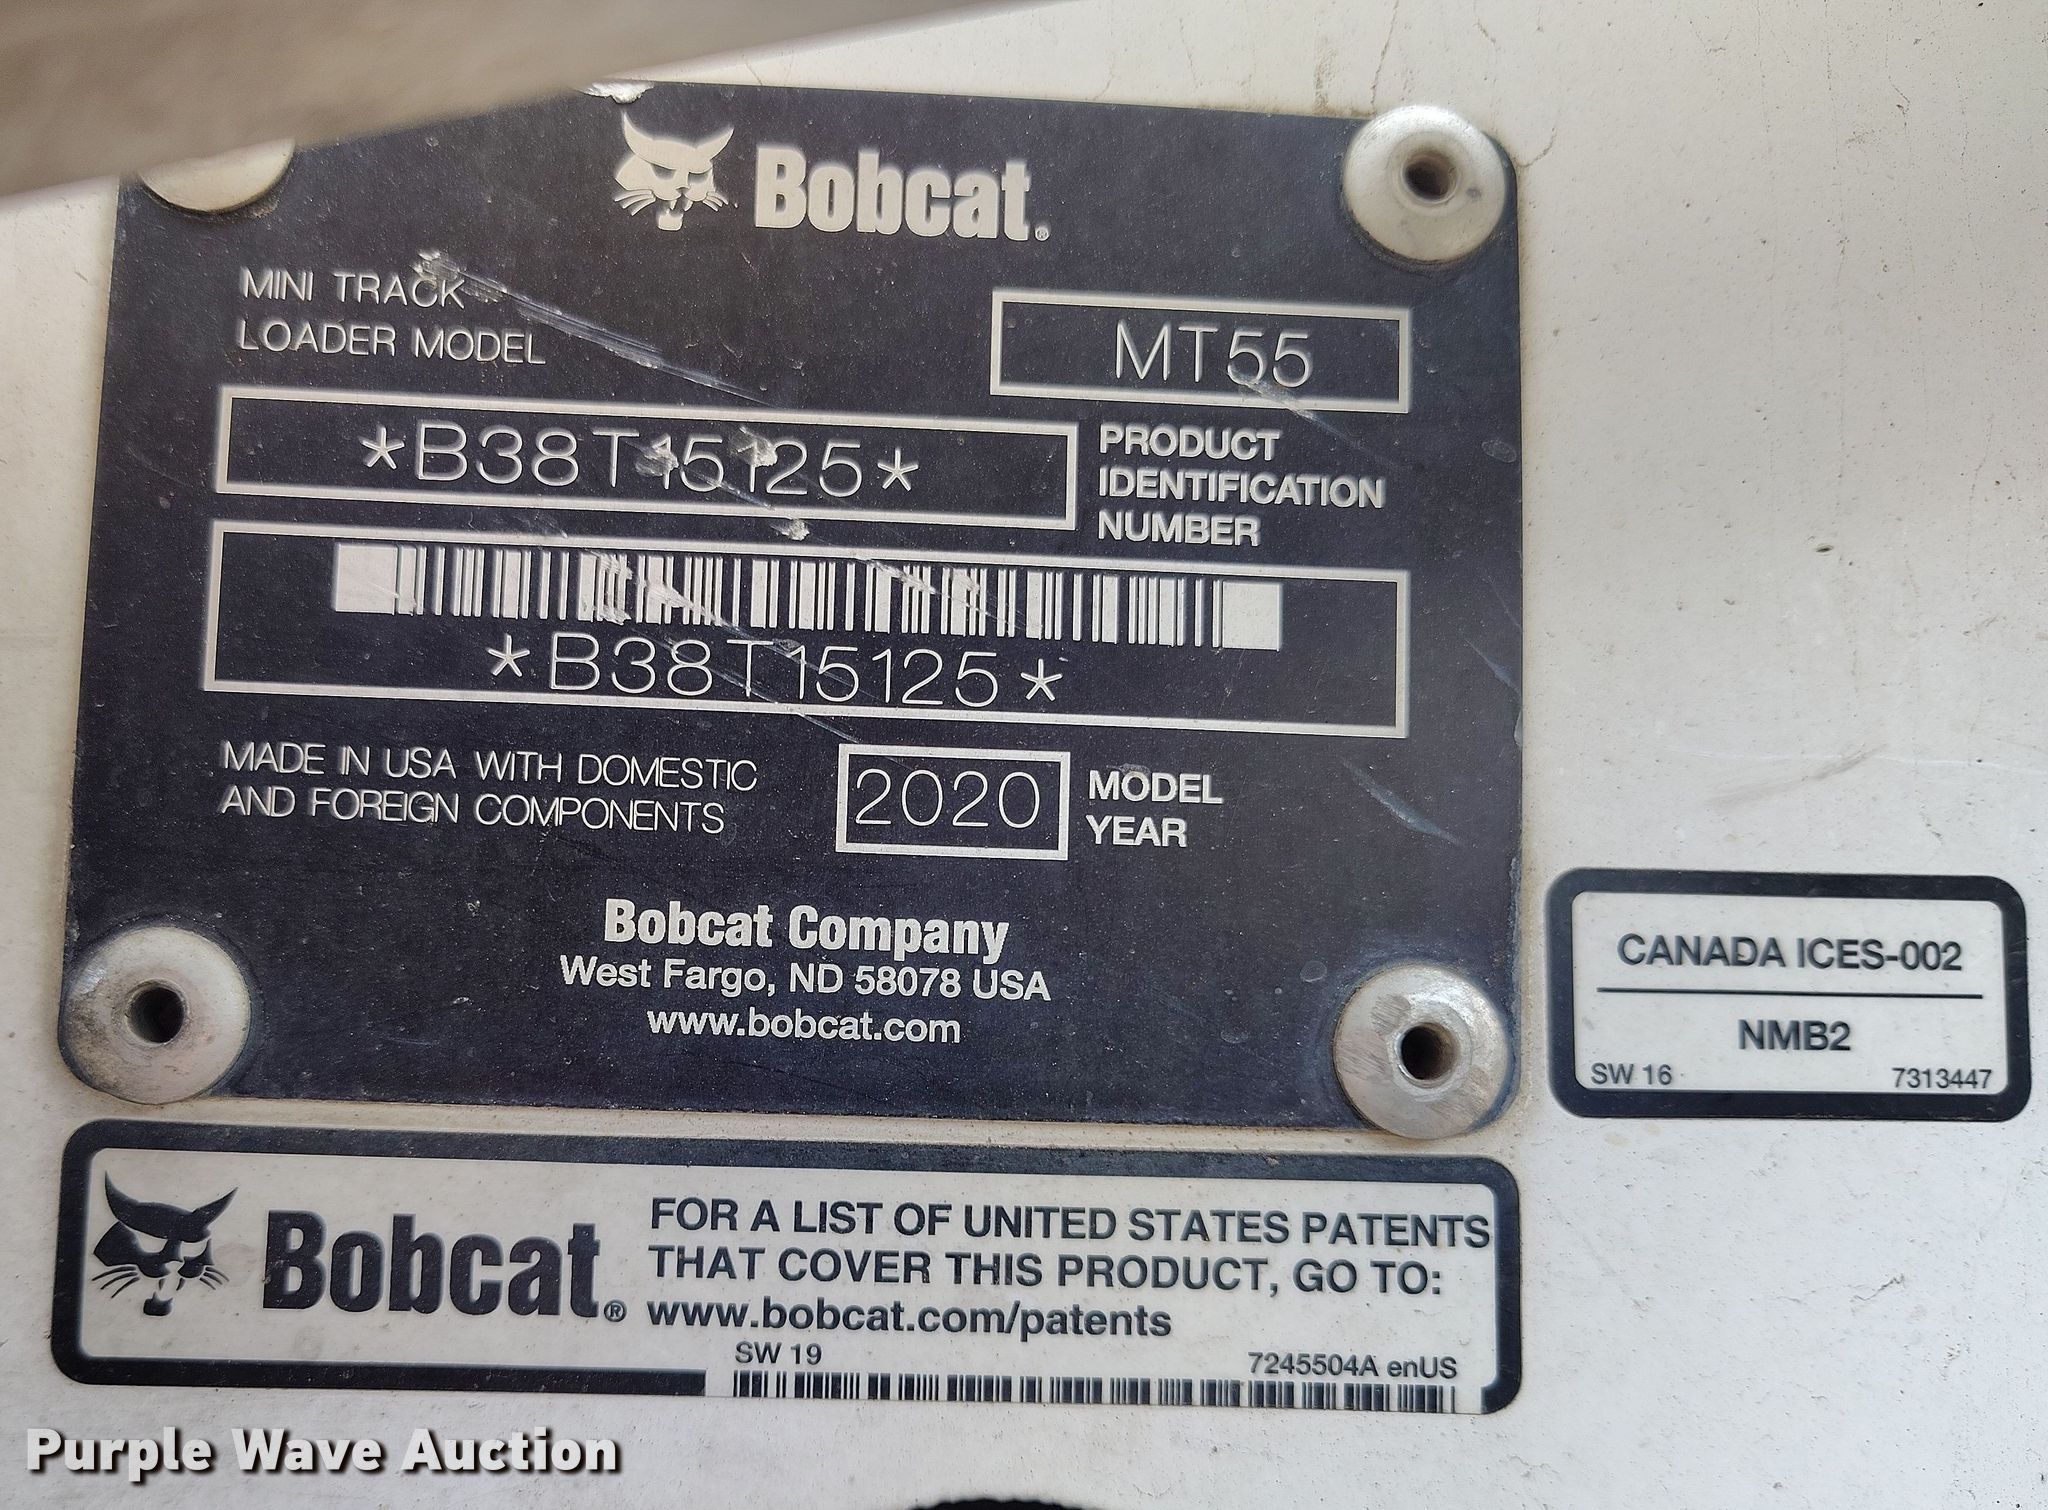 Bobcat®
MINI TRACK
LOADER MODEL
MT55
*B38T15125*
PRODUCT
IDENTIFICATION
NUMBER
*B38T15125*
MADE IN USA WITH DOMESTIC
AND FOREIGN COMPONENTS
2020
MODEL
YEAR
Bobcat Company
West Fargo, ND 58078 USA
www.bobcat.com
CANADA ICES-002
NMB2
SW 16 7313447
Bobcat®
FOR A LIST OF UNITED STATES PATENTS
THAT COVER THIS PRODUCT, GO TO:
www.bobcat.com/patents
SW 19 7245504A enUS
Purple Wave Auction